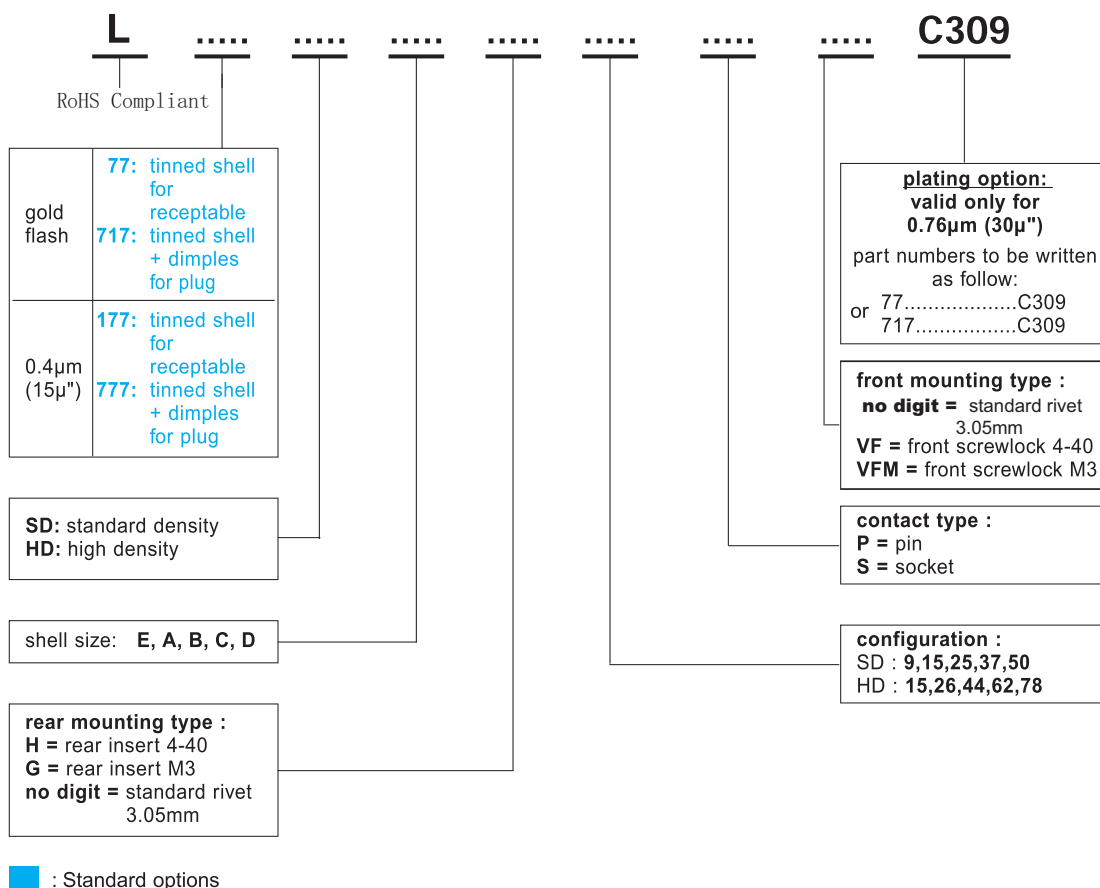 L ..... ..... ..... ..... ..... ..... ..... C309
RoHS Compliant
gold
flash
77: tinned shell
for
receptable
717: tinned shell
+ dimples
for plug
0.4µm
(15µ")
177: tinned shell
for
receptable
777: tinned shell
+ dimples
for plug
SD: standard density
HD: high density
shell size: E, A, B, C, D
rear mounting type :
H = rear insert 4-40
G = rear insert M3
no digit = standard rivet
3.05mm
plating option:
valid only for
0.76µm (30µ")
part numbers to be written
as follow:
77...................C309
or
717.................C309
front mounting type :
no digit = standard rivet
3.05mm
VF = front screwlock 4-40
VFM = front screwlock M3
contact type :
P = pin
S = socket
configuration :
SD : 9,15,25,37,50
HD : 15,26,44,62,78
: Standard options